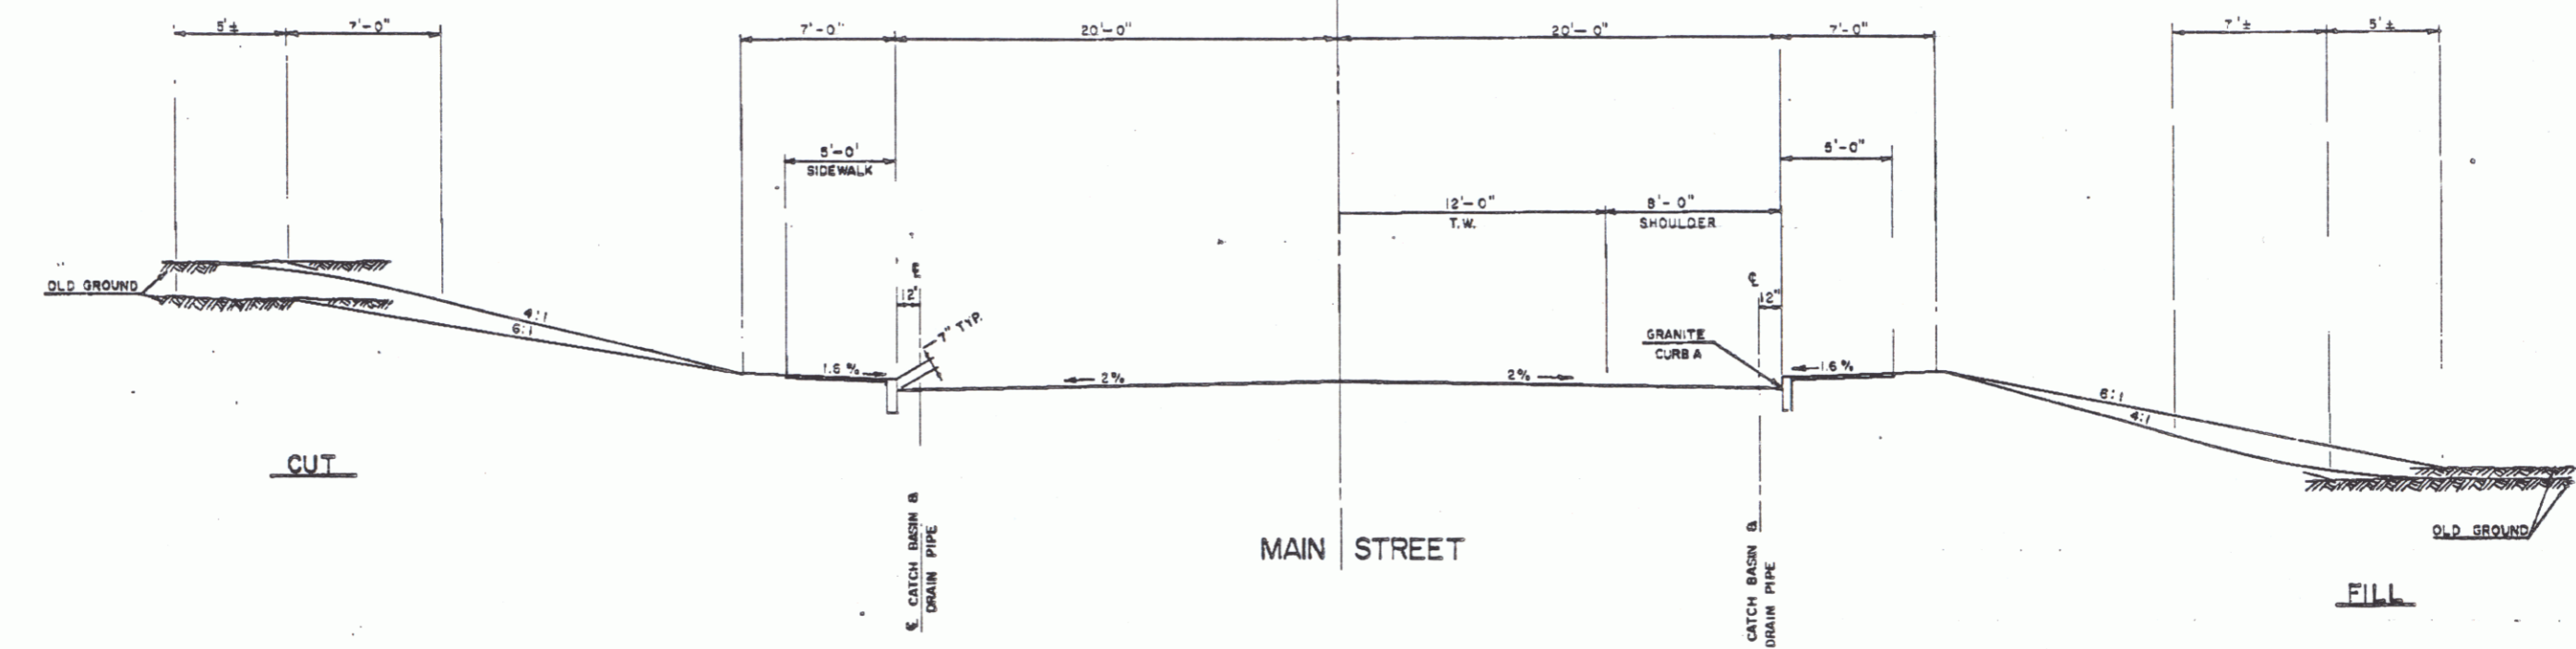 5'± 7'-0" 7'-0" 20'-0" 20'-0" 7'-0" 7'± 5'±
5'-0' 5'-0"
SIDEWALK
12'-0" 8'-0"
T.W. SHOULDER
℄ ℄
12" 12"
OLD GROUND
4:1
6:1
7" TYP.
GRANITE
CURB A
1.6% 2% 2% 1.6%
6:1
4:1
CUT
℄ CATCH BASIN &
DRAIN PIPE
MAIN STREET
CATCH BASIN &
DRAIN PIPE
OLD GROUND
FILL